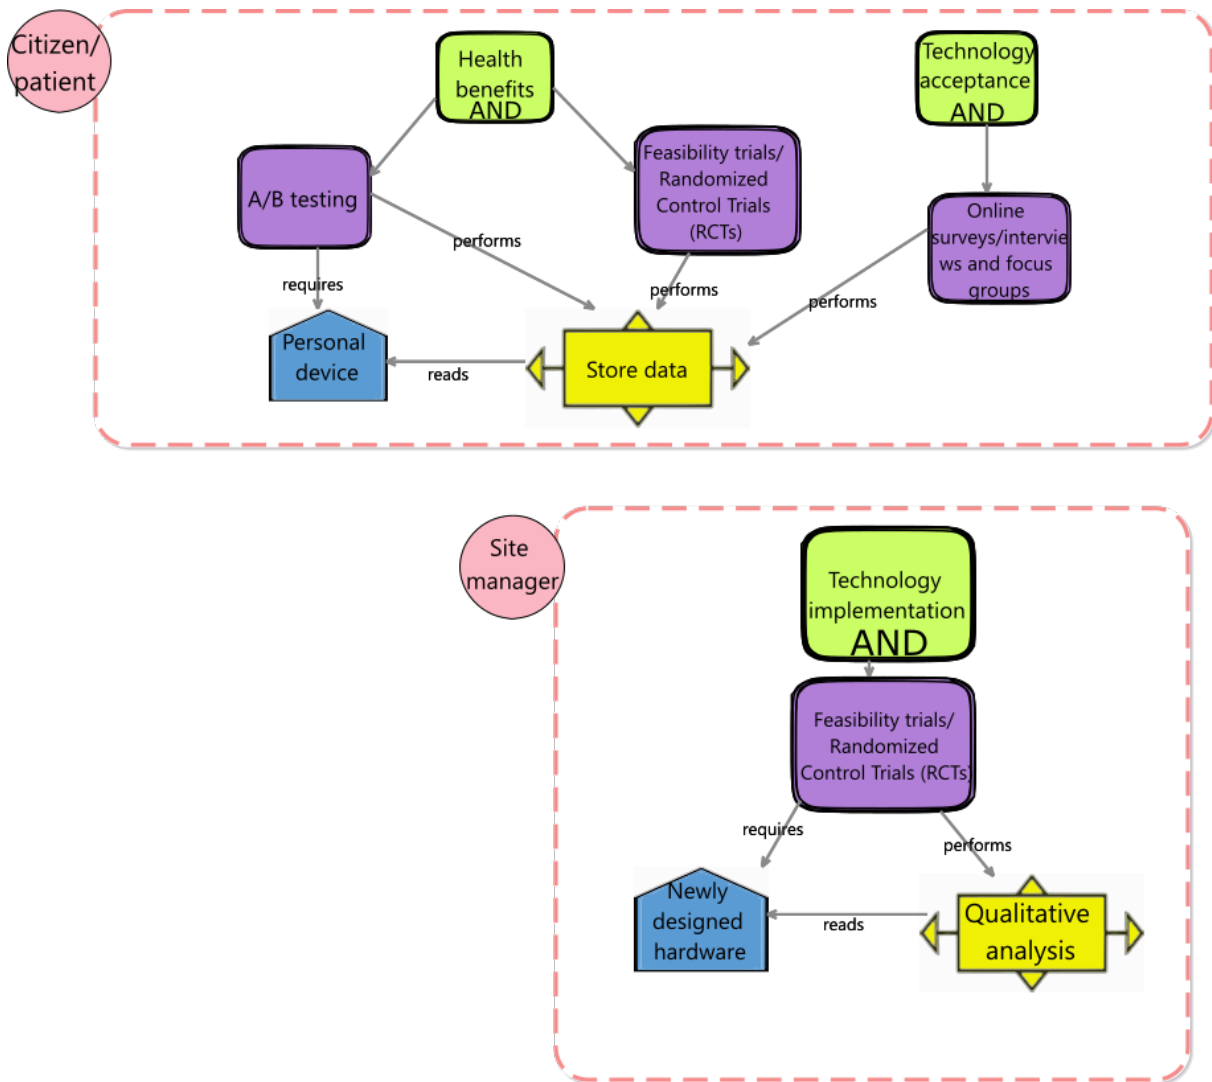 Citizen/
patient
Health
benefits
AND
Technology
acceptance
AND
A/B testing
Feasibility trials/
Randomized
Control Trials
(RCTs)
Online
surveys/intervie
ws and focus
groups
performs
requires
performs
performs
Personal
device
reads
Store data
Site
manager
Technology
implementation
AND
Feasibility trials/
Randomized
Control Trials (RCTs)
requires
performs
Newly
designed
hardware
reads
Qualitative
analysis